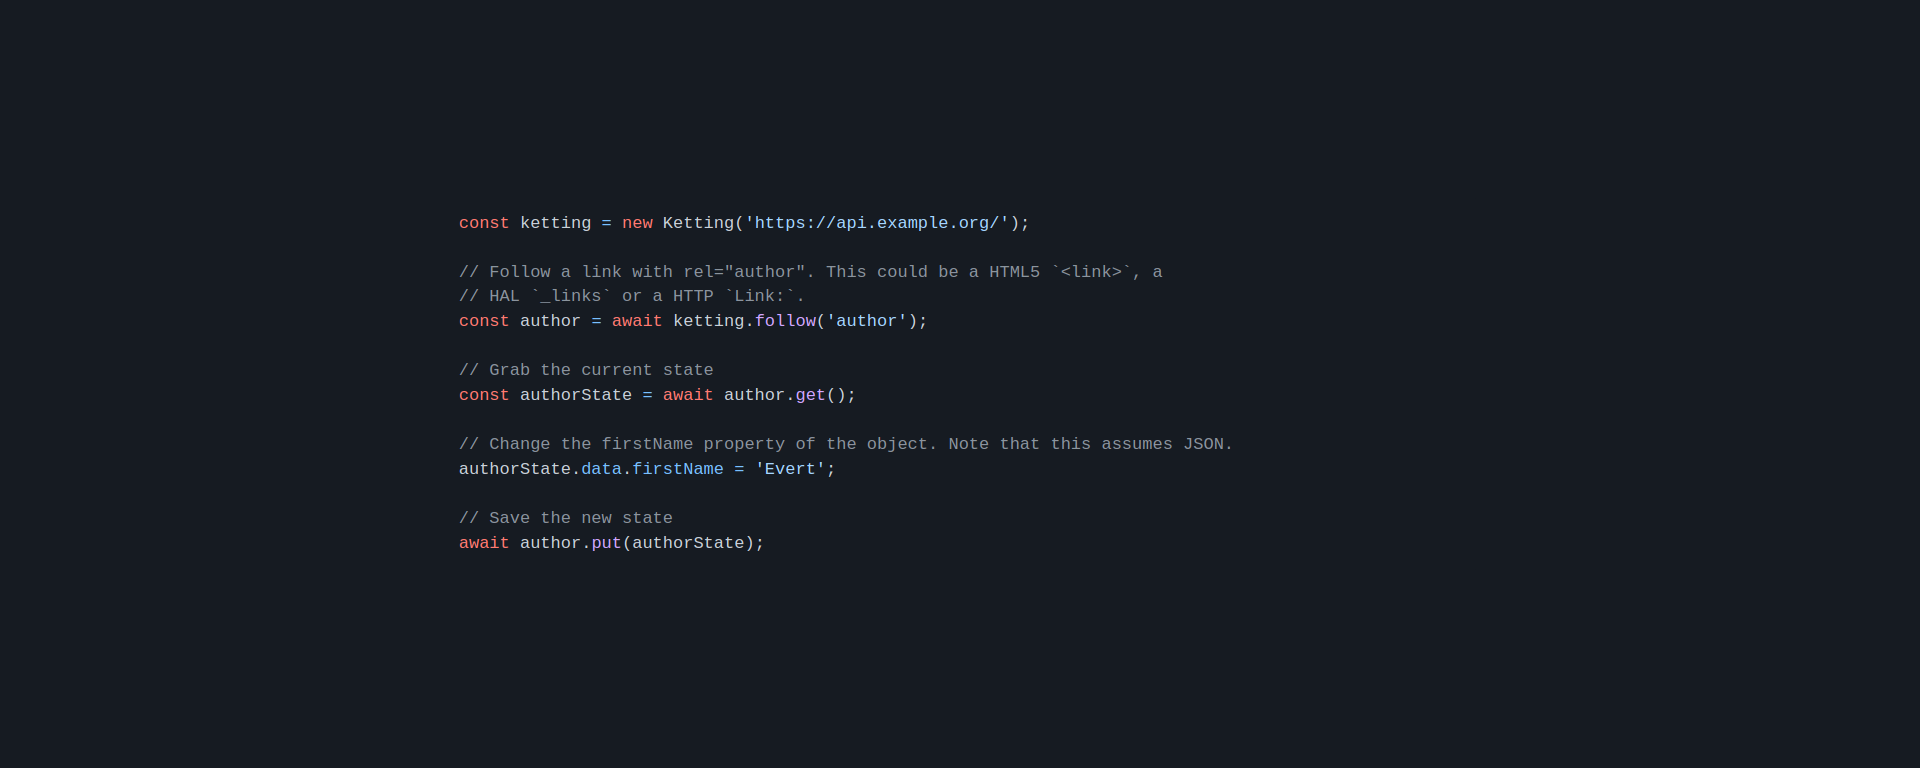 const ketting = new Ketting('https://api.example.org/');
// Follow a link with rel="author". This could be a HTML5 `<link>`, a
// HAL `_links` or a HTTP `Link:`.
const author = await ketting.follow('author');
// Grab the current state
const authorState = await author.get();
// Change the firstName property of the object. Note that this assumes JSON.
authorState.data.firstName = 'Evert';
// Save the new state
await author.put(authorState);